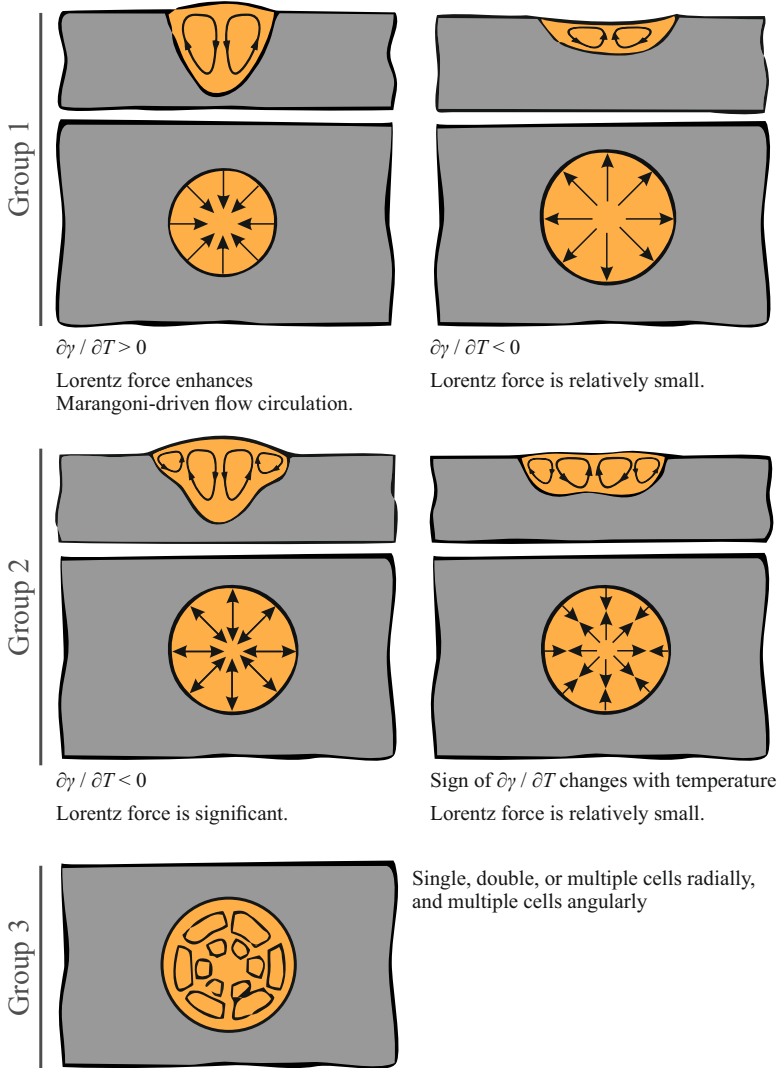 Group 1
∂γ / ∂T > 0
Lorentz force enhances
Marangoni-driven flow circulation.
∂γ / ∂T < 0
Lorentz force is relatively small.
Group 2
∂γ / ∂T < 0
Lorentz force is significant.
Sign of ∂γ / ∂T changes with temperature
Lorentz force is relatively small.
Group 3
Single, double, or multiple cells radially,
and multiple cells angularly